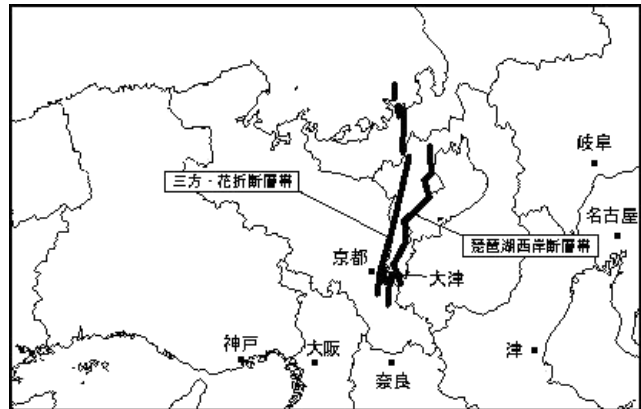 岐阜
三方・花折断層帯
名古屋
琵琶湖西岸断層帯
京都
大津
神戸
大阪
奈良
津